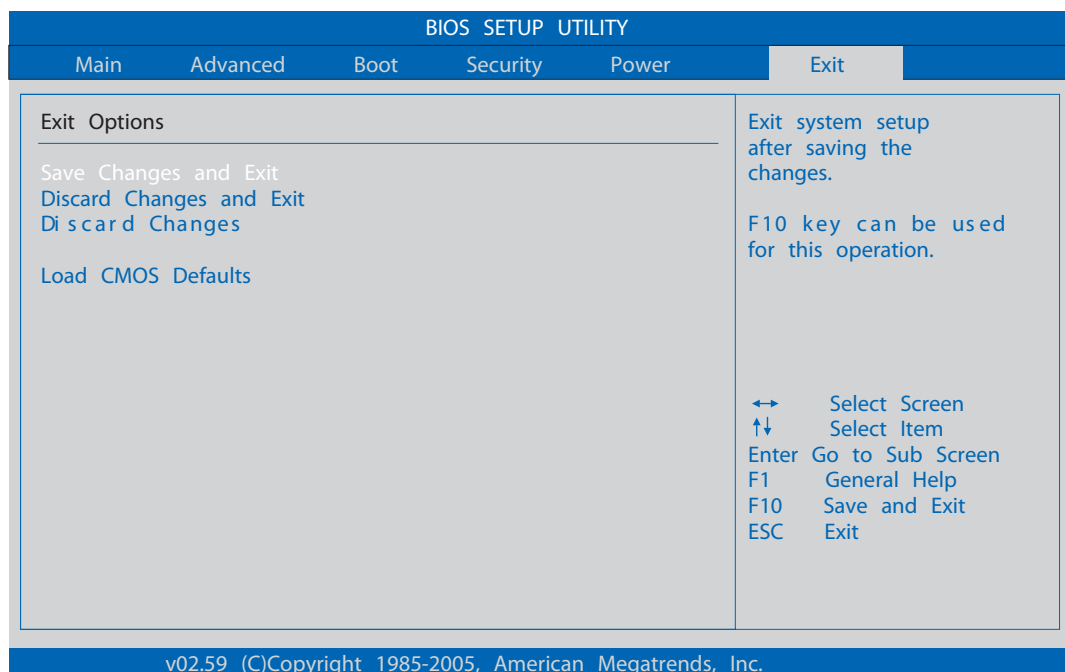 BIOS SETUP UTILITY
Main Advanced Boot Security Power Exit
Exit Options
Save Changes and Exit
Discard Changes and Exit
Discard Changes
Load CMOS Defaults
Exit system setup
after saving the
changes.
F10 key can be used
for this operation.
↔ Select Screen
↑↓ Select Item
Enter Go to Sub Screen
F1 General Help
F10 Save and Exit
ESC Exit
v02.59 (C)Copyright 1985-2005, American Megatrends, Inc.